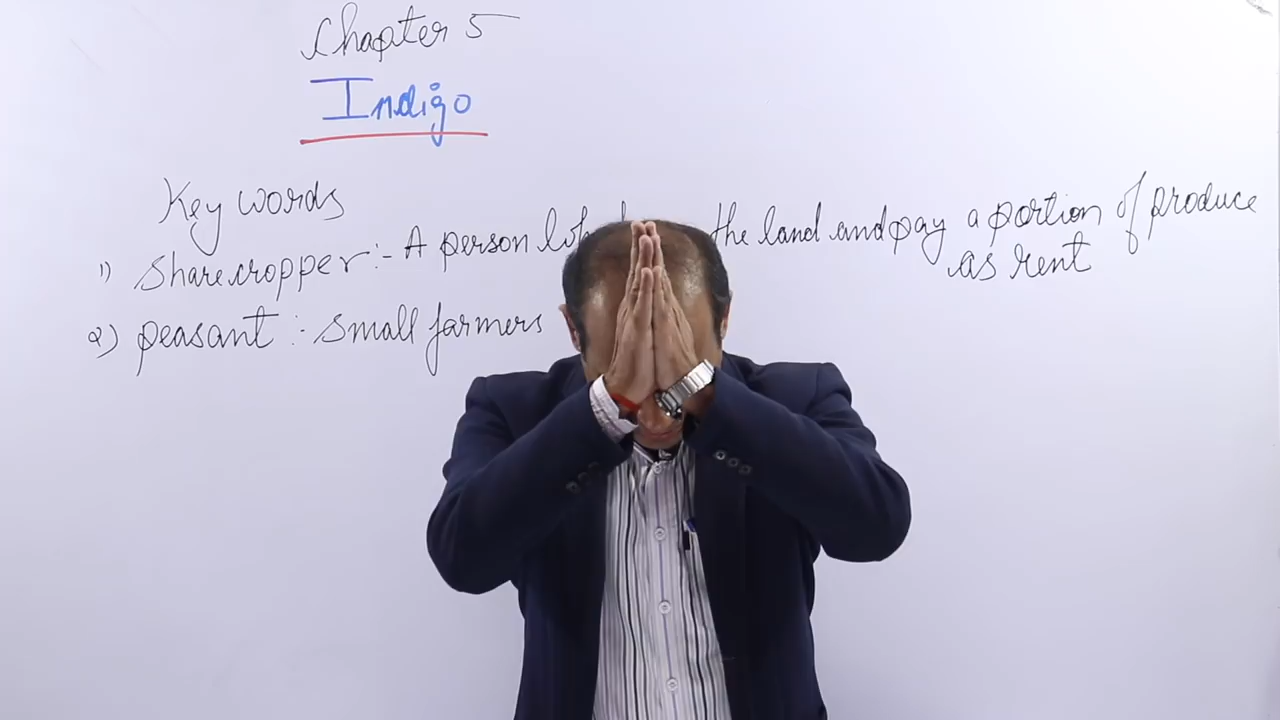 Chapter 5
Indigo
Key words
1) Sharecropper :- A person the land and pay a portion of produce
as rent
2) peasant :- Small farmers